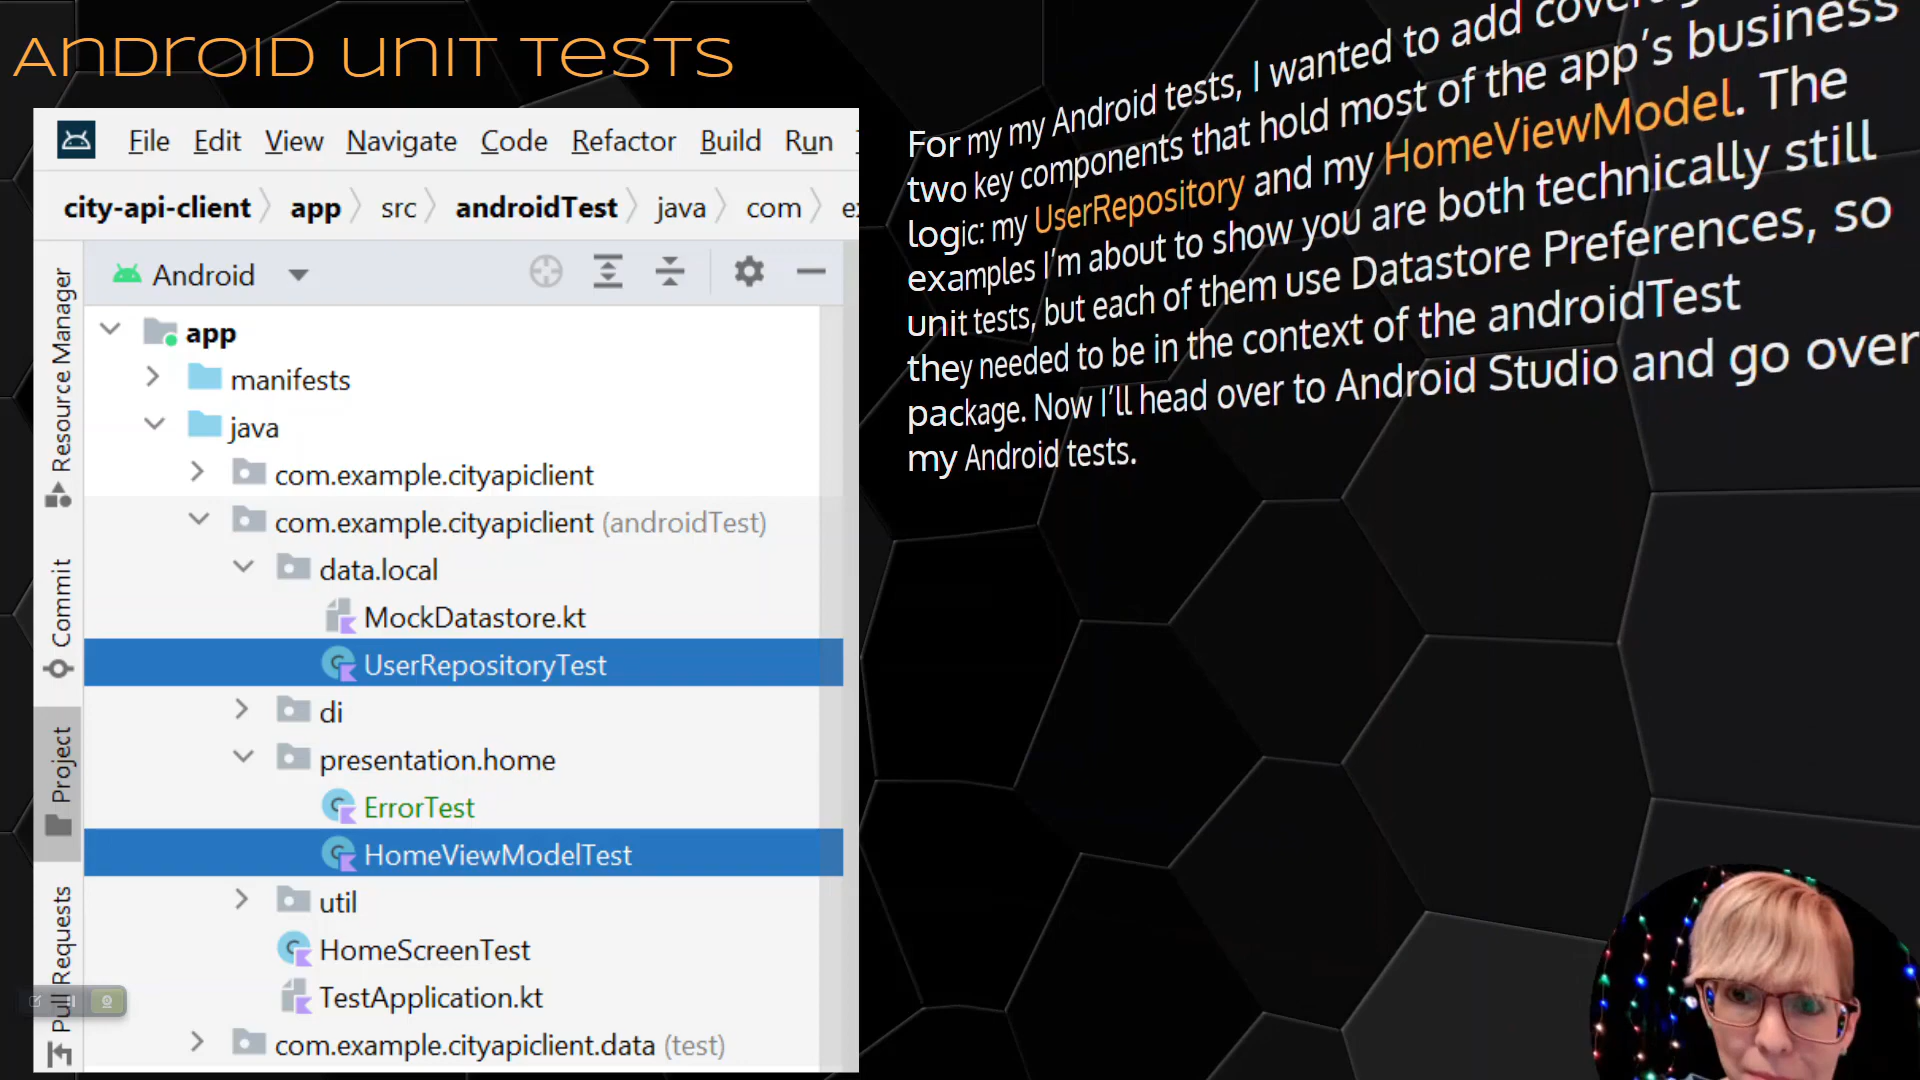 Android Unit Tests
File Edit View Navigate Code Refactor Build Run
city-api-client app src androidTest java com
Android
Resource Manager
Commit
Project
Pull Requests
app
manifests
java
com.example.cityapiclient
com.example.cityapiclient (androidTest)
data.local
MockDatastore.kt
UserRepositoryTest
di
presentation.home
ErrorTest
HomeViewModelTest
util
HomeScreenTest
TestApplication.kt
com.example.cityapiclient.data (test)
For my my Android tests, I wanted to add
two key components that hold most of the app's business
logic: my UserRepository and my HomeViewModel. The
examples I'm about to show you are both technically still
unit tests, but each of them use Datastore Preferences, so
they needed to be in the context of the androidTest
package. Now I'll head over to Android Studio and go over
my Android tests.